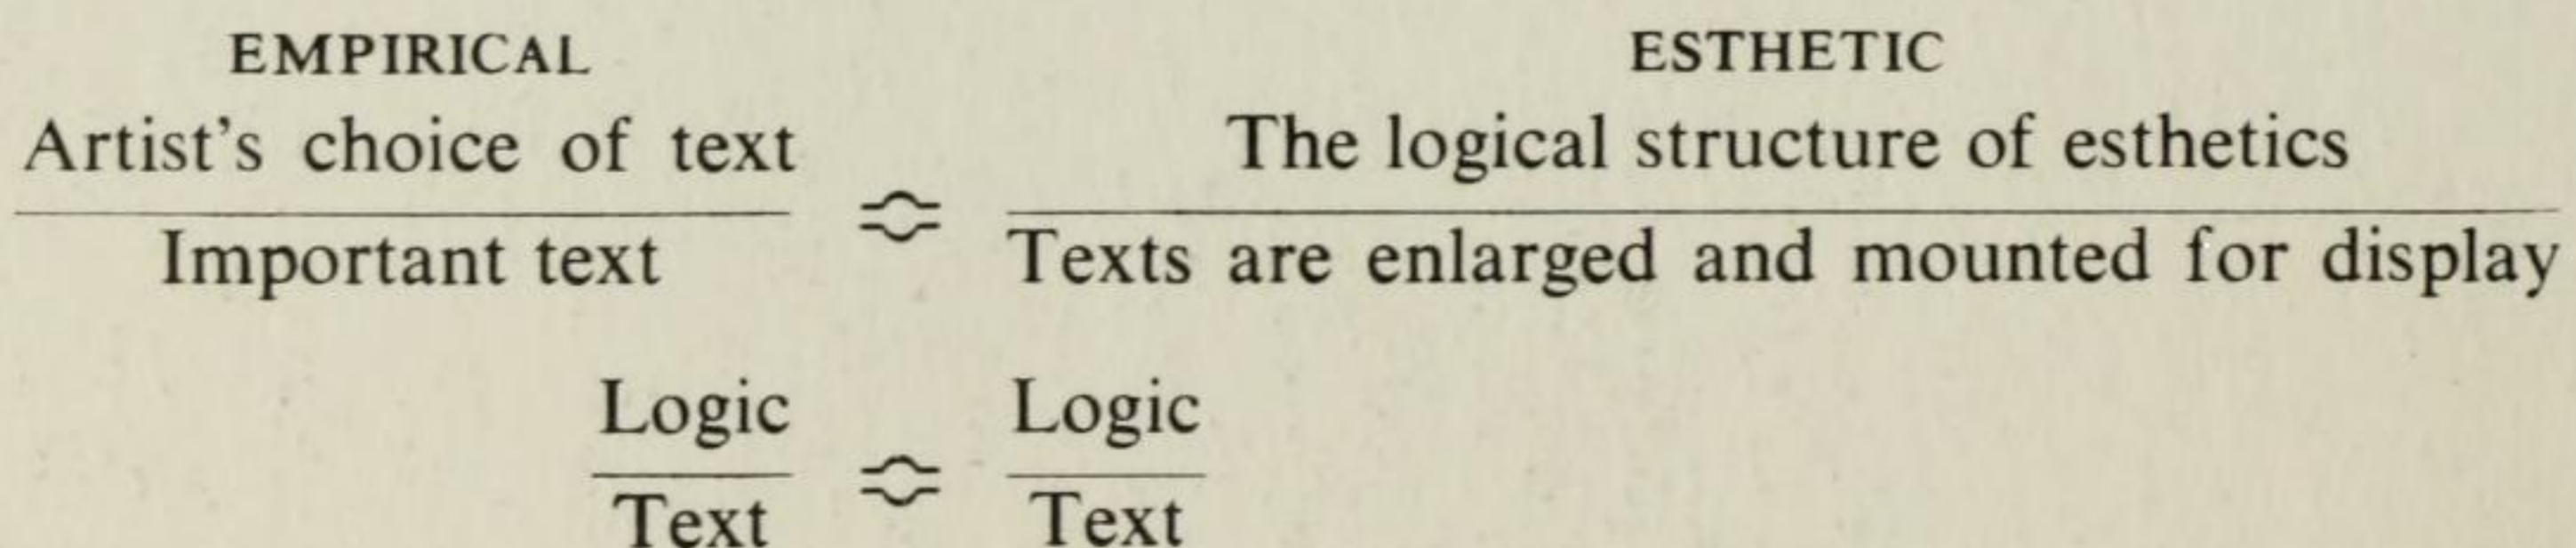 EMPIRICAL ESTHETIC
Artist's choice of text The logical structure of esthetics
≎
Important text Texts are enlarged and mounted for display
Logic Logic
≎
Text Text